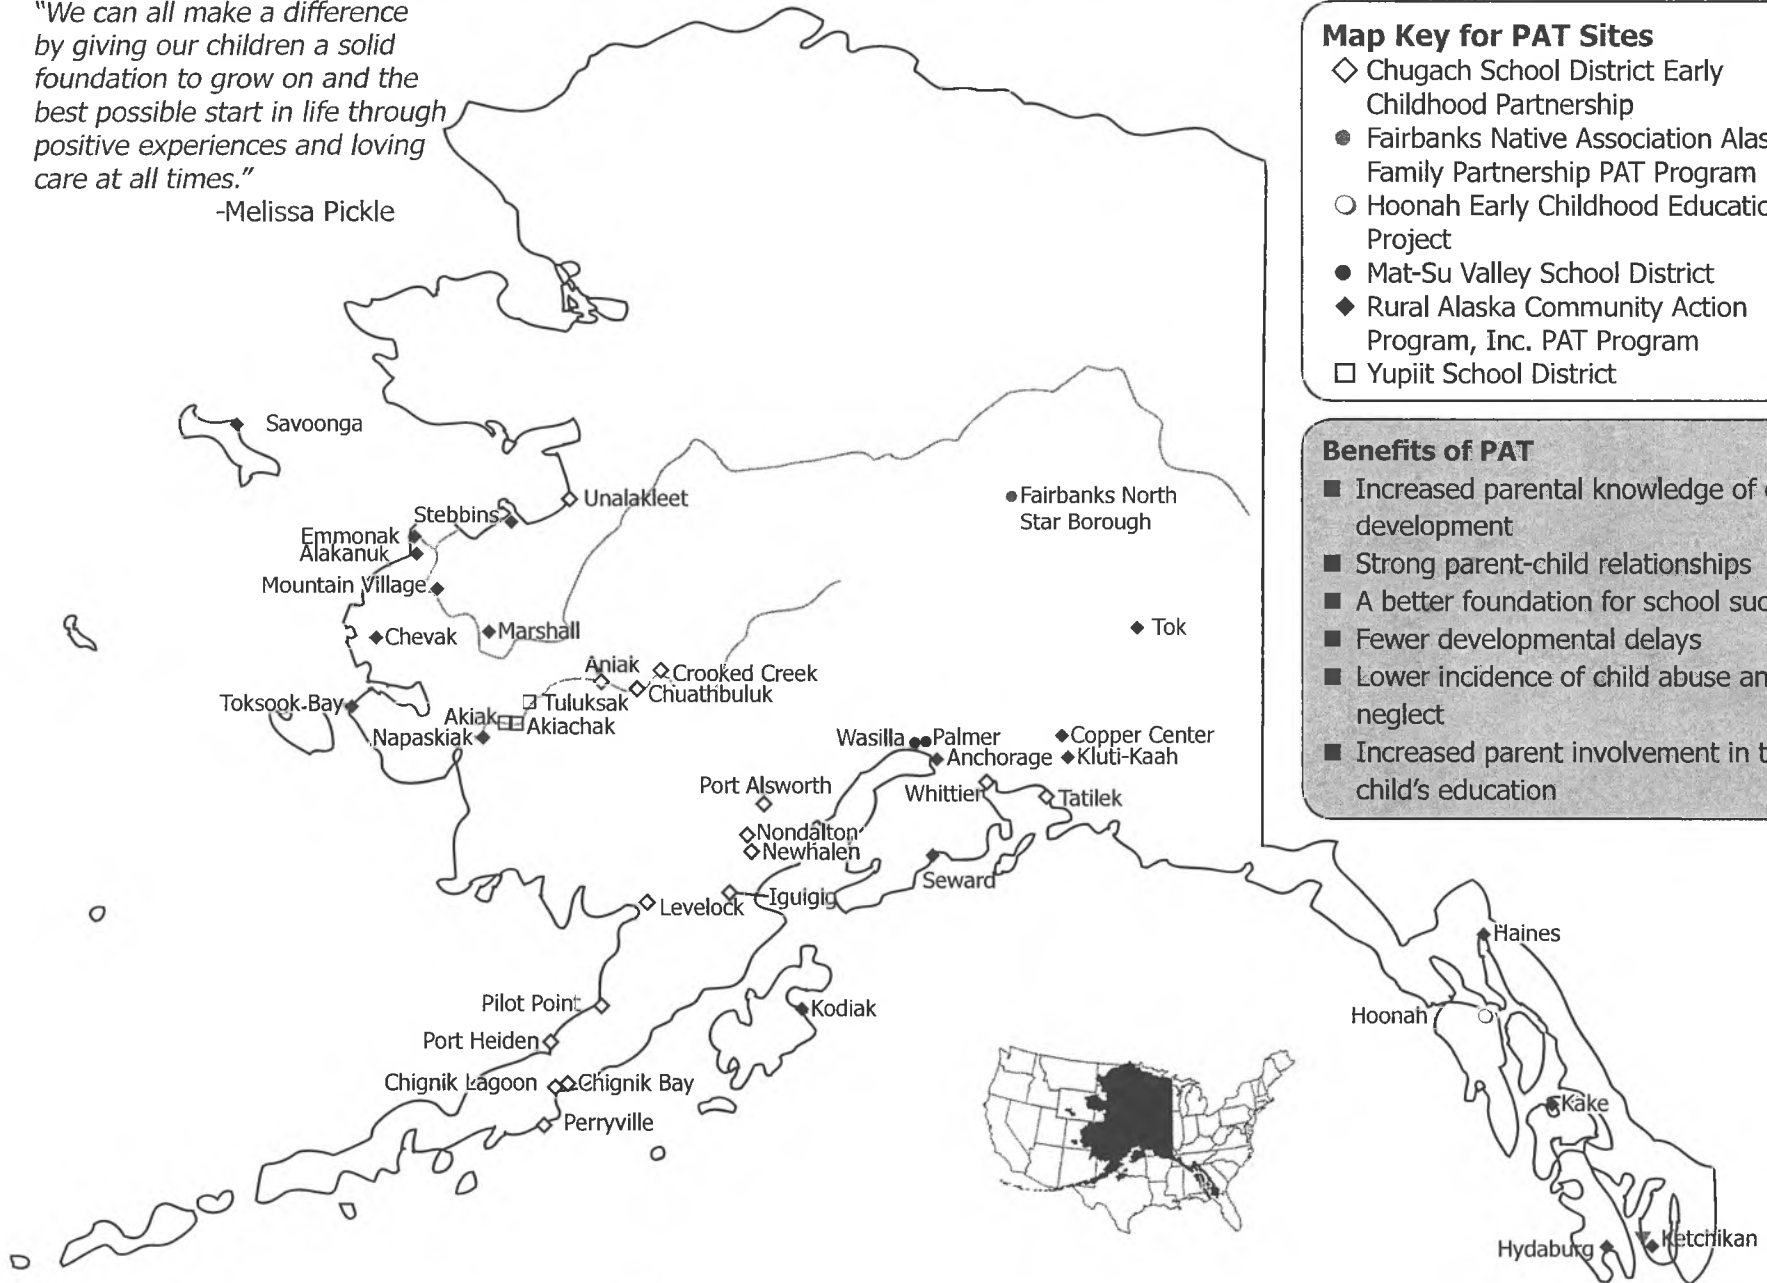 "We can all make a difference
by giving our children a solid
foundation to grow on and the
best possible start in life through
positive experiences and loving
care at all times."
-Melissa Pickle
Map Key for PAT Sites
Chugach School District Early
Childhood Partnership
Fairbanks Native Association
Family Partnership PAT Program
Hoonah Early Childhood
Project
Mat-Su Valley School District
Rural Alaska Community Action
Program, Inc. PAT Program
Yupiit School District
Benefits of PAT
Increased parental knowledge of
development
Strong parent-child relationships
A better foundation for school
Fewer developmental delays
Lower incidence of child abuse
neglect
Increased parent involvement in
child's education
Savoonga
Unalakleet
Stebbins
Emmonak
Alakanuk
Mountain Village
Chevak
Marshall
Fairbanks North
Star Borough
Tok
Aniak
Crooked Creek
Chuathbuluk
Toksook-Bay
Tuluksak
Akiak
Akiachak
Napaskiak
Wasilla
Palmer
Anchorage
Copper Center
Kluti-Kaah
Port Alsworth
Whittier
Tatilek
Nondalton
Newhalen
Seward
Levelock
Iguigig
Haines
Pilot Point
Kodiak
Hoonah
Port Heiden
Chignik Lagoon
Chignik Bay
Perryville
Kake
Hydaburg
Ketchikan